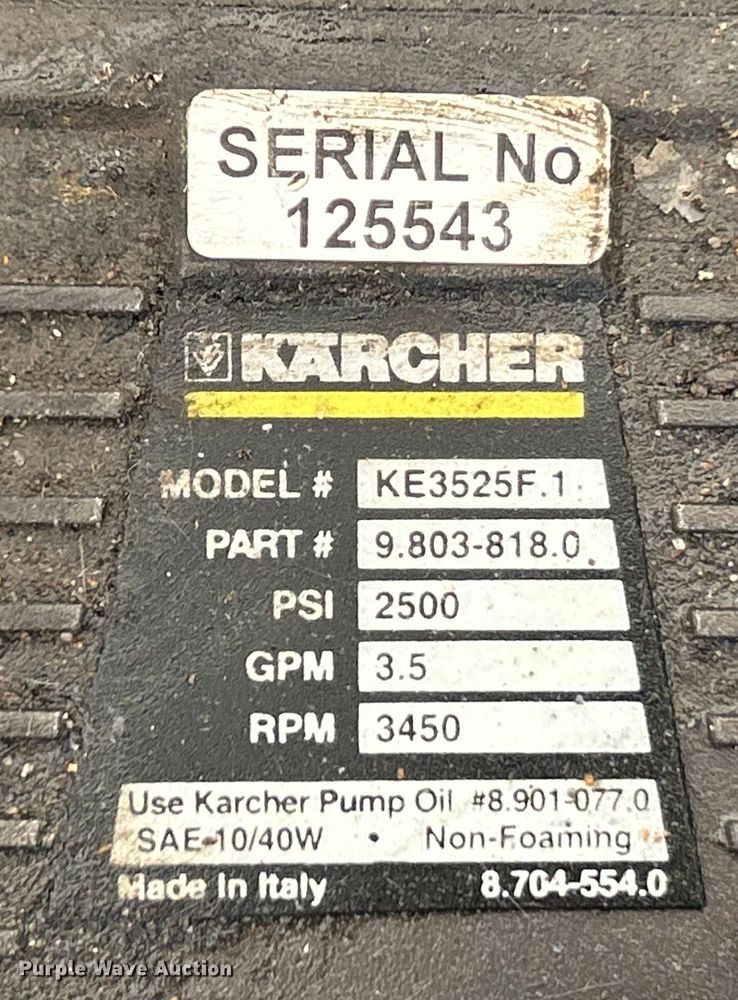 SERIAL No
125543
KARCHER
MODEL # KE3525F.1
PART # 9.803-818.0
PSI 2500
GPM 3.5
RPM 3450
Use Karcher Pump Oil #8.901-077.0
SAE-10/40W • Non-Foaming
Made In Italy 8.704-554.0
Purple Wave Auction